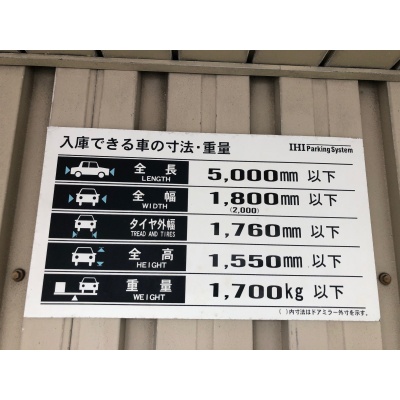 入庫できる車の寸法・重量 IHI Parking System
全長 LENGTH 5,000mm 以下
全幅 WIDTH 1,800mm 以下
(2,000)
タイヤ外幅 TREAD AND TIRES 1,760mm 以下
全高 HEIGHT 1,550mm 以下
重量 WEIGHT 1,700kg 以下
( )内寸法はドアミラー外寸を示す。